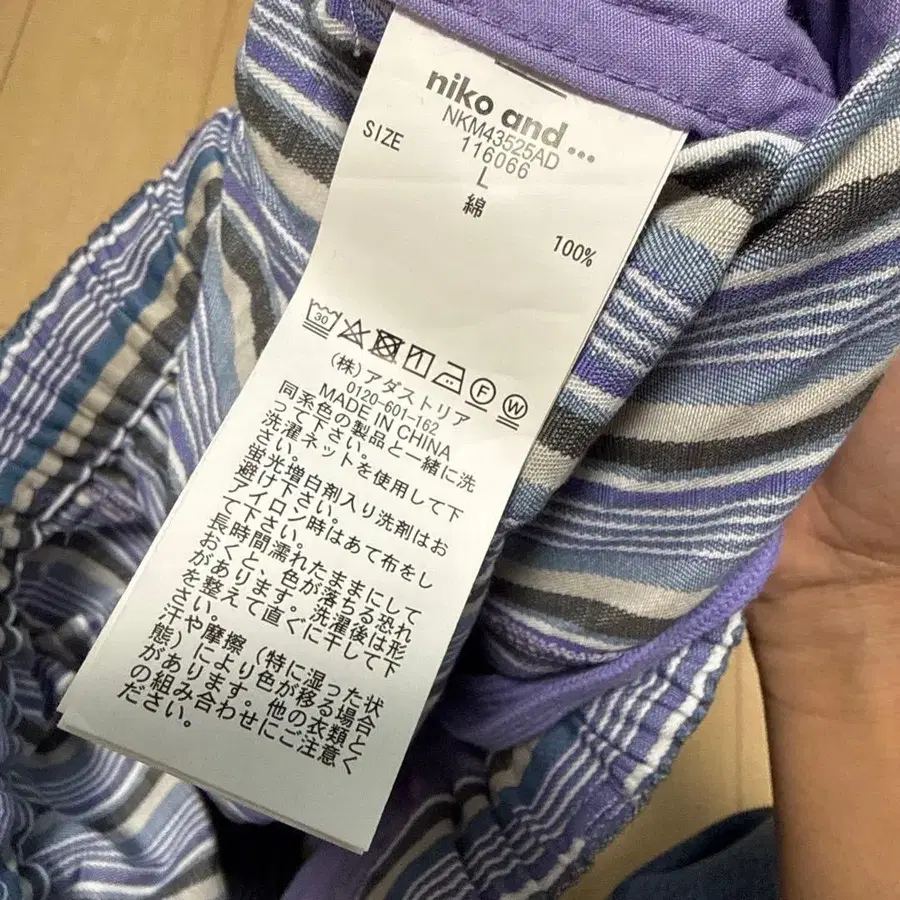 niko and ...
NKM43525AD
116066
SIZE
L
綿
100%
30
F
W
(株)アダストリア
0120-601-162
MADE IN CHINA
同系色の製品と一緒に洗
って下さい。
洗濯ネットを使用して下
さい。
蛍光増白剤入り洗剤はお
避け下さい。
アイロン時はあて布をし
て下さい。
長時間濡れたままにして
おくと、色が落ちる恐れ
があります。洗濯後は形
を整えて直ぐに干して下
さい。
汗や摩擦(特に湿った状
態)により色が移る場合
があります。他の衣類と
の組み合わせにご注意く
ださい。